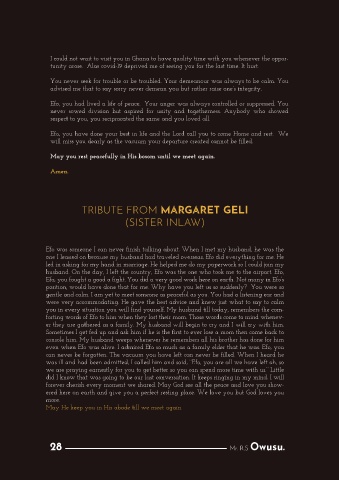 I could not wait to visit you in Ghana to have quality time with you whenever the oppor-
tunity arose. Alas covid-19 deprived me of seeing you for the last time. It hurt.
You never seek for trouble or be troubled. Your demeanour was always to be calm. You
advised me that to say sorry never demean you but rather raise one's integrity.
Efo, you had lived a life of peace. Your anger was always controlled or suppressed. You
never sowed division but aspired for unity and togetherness. Anybody who showed
respect to you, you reciprocated the same and you loved all.
Efo, you have done your best in life and the Lord call you to come Home and rest. We
will miss you dearly as the vacuum your departure created cannot be filled.
May you rest peacefully in His bosom until we meet again.
Amen.
TRIBUTE FROM MARGARET GELI
(SISTER INLAW)
Efo was someone I can never finish talking about. When I met my husband, he was the
one I leaned on because my husband had traveled overseas. Efo did everything for me. He
led in asking for my hand in marriage. He helped me do my paperwork so I could join my
husband. On the day, I left the country, Efo was the one who took me to the airport. Efo,
Efo, you fought a good a fight. You did a very good work here on earth. Not many in Efo's
position, would have done that for me. Why have you left us so suddenly? You were so
gentle and calm. I am yet to meet someone as peaceful as you. You had a listening ear and
were very accommodating. He gave the best advice and knew just what to say to calm
you in every situation you will find yourself. My husband till today, remembers the com-
forting words of Efo to him when they lost their mom. Those words come to mind whenev-
er they are gathered as a family. My husband will begin to cry and I will cry with him.
Sometimes I get fed up and ask him if he is the first to ever lose a mom then come back to
console him. My husband weeps whenever he remembers all his brother has done for him
even when Efo was alive. I admired Efo so much as a family elder that he was. Efo, you
can never be forgotten. The vacuum you have left can never be filled. When I heard he
was ill and had been admitted, I called him and said, "Efo, you are all we have left oh, so
we are praying earnestly for you to get better so you can spend more time with us." Little
did I know that was going to be our last conversation. It keeps ringing in my mind. I will
forever cherish every moment we shared. May God see all the peace and love you show-
ered here on earth and give you a perfect resting place. We love you but God loves you
more.
May He keep you in His abode till we meet again.
28 Mr. R.S Owusu.